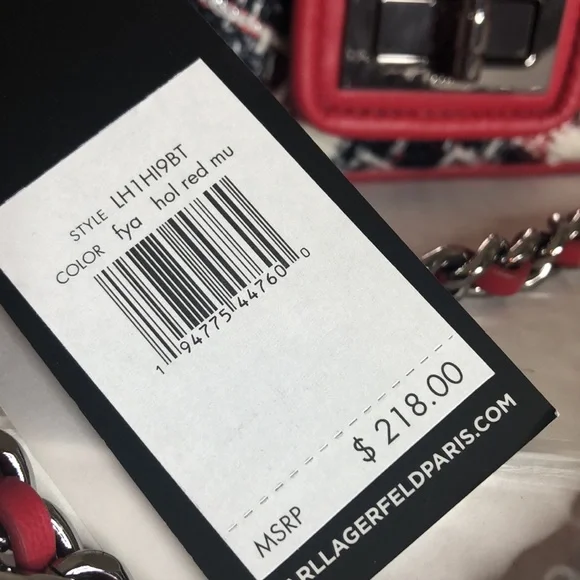 STYLE LH1HI9BT
COLOR fya hol red mu
1 94775 44760 0
$ 218.00
MSRP
ARLLAGERFELDPARIS.COM